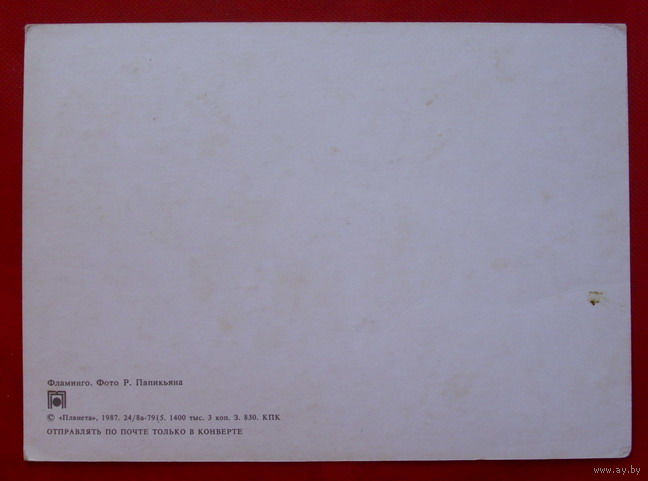 Фламинго. Фото Р. Папикьяна
© «Планета», 1987. 24/8а-7915. 1400 тыс. 3 коп. З. 830. КПК
ОТПРАВЛЯТЬ ПО ПОЧТЕ ТОЛЬКО В КОНВЕРТЕ
www.ay.by